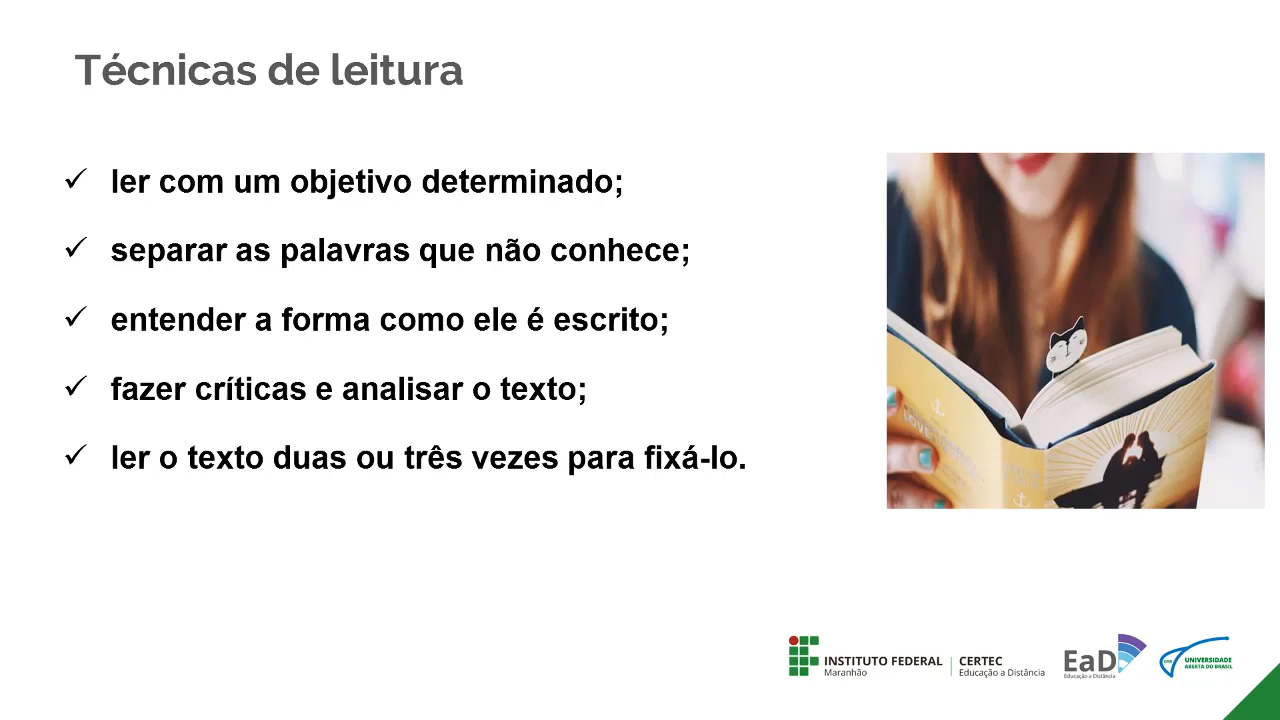 Técnicas de leitura
✓ ler com um objetivo determinado;
✓ separar as palavras que não conhece;
✓ entender a forma como ele é escrito;
✓ fazer críticas e analisar o texto;
✓ ler o texto duas ou três vezes para fixá-lo.
INSTITUTO FEDERAL
Maranhão
CERTEC
Educação a Distância
EaD
Educação a Distância
UNIVERSIDADE
ABERTA DO BRASIL